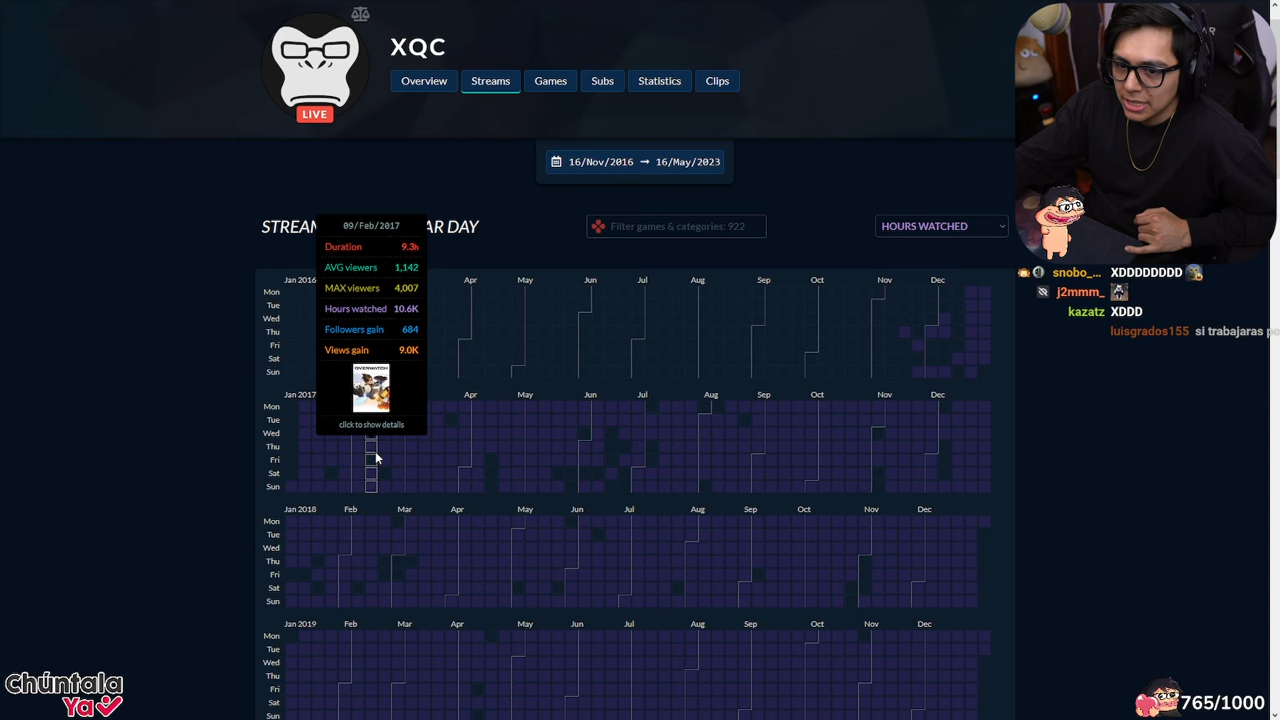 XQC
Overview Streams Games Subs Statistics Clips
LIVE
16/Nov/2016 → 16/May/2023
STREAM
AR DAY
Filter games & categories: 922
HOURS WATCHED
09/Feb/2017
Duration 9.3h
AVG viewers 1,142
MAX viewers 4,007
Hours watched 10.6K
Followers gain 684
Views gain 9.0K
OVERWATCH
click to show details
Jan 2016 Apr May Jun Jul Aug Sep Oct Nov Dec
Mon
Tue
Wed
Thu
Fri
Sat
Sun
Jan 2017 Apr May Jun Jul Aug Sep Oct Nov Dec
Mon
Tue
Wed
Thu
Fri
Sat
Sun
Jan 2018 Feb Mar Apr May Jun Jul Aug Sep Oct Nov Dec
Mon
Tue
Wed
Thu
Fri
Sat
Sun
Jan 2019 Feb Mar Apr May Jun Jul Aug Sep Oct Nov Dec
Mon
Tue
Wed
Thu
Fri
Sat
Sun
snobo_... XDDDDDDDD
j2mmm_
kazatz XDDD
luisgrados155 si trabajaras po
Chúntala
Ya
765/1000